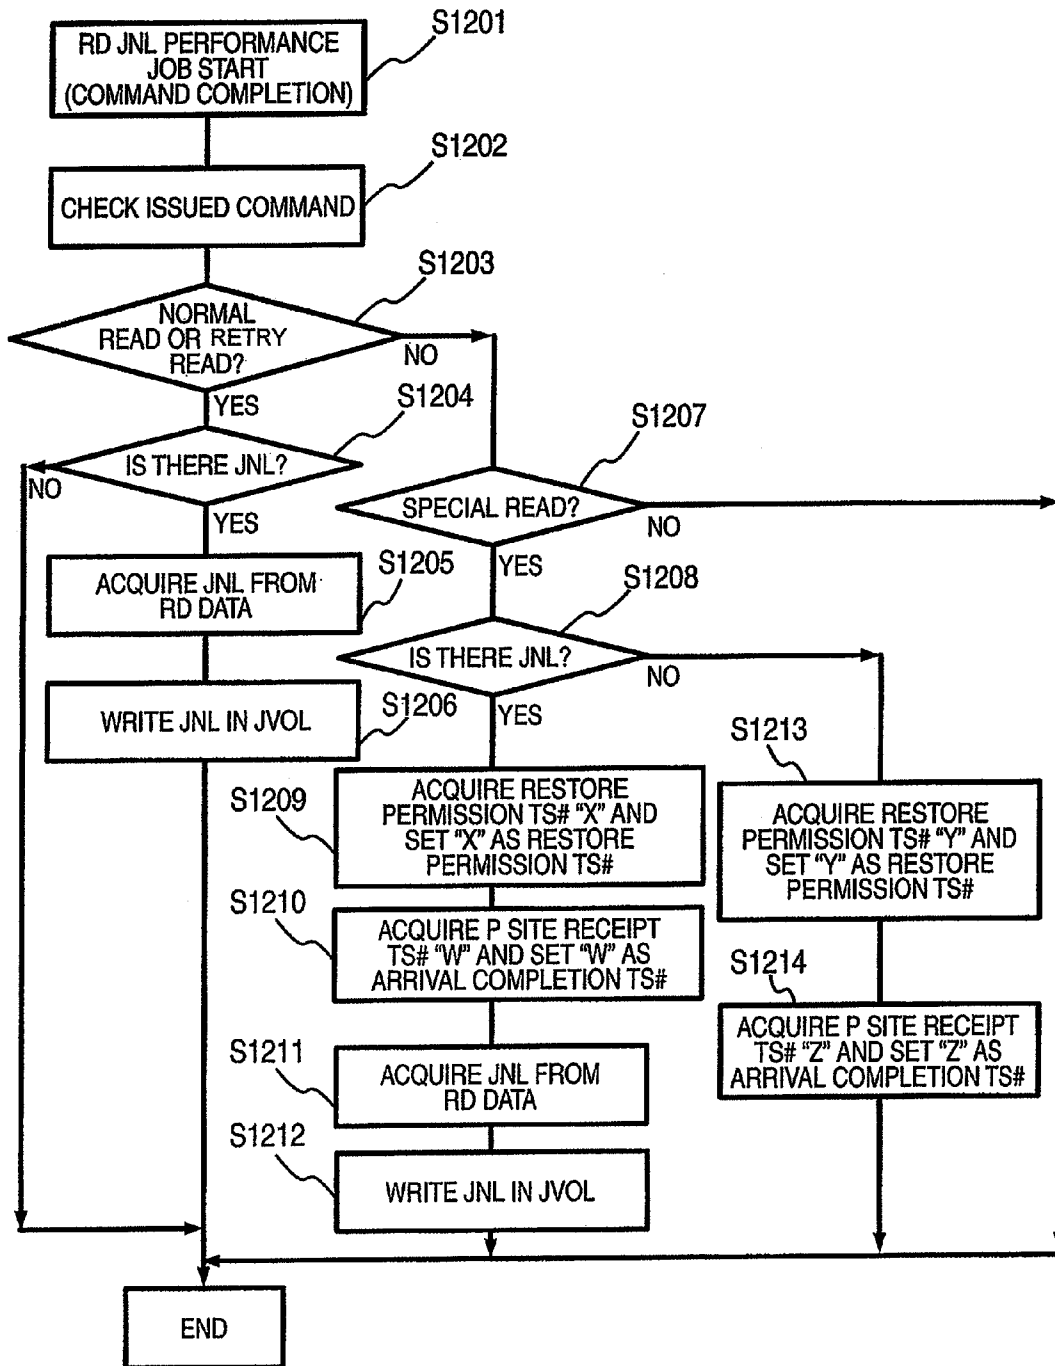 S1201
RD JNL PERFORMANCE
JOB START
(COMMAND COMPLETION)
S1202
CHECK ISSUED COMMAND
S1203
NORMAL
READ OR RETRY
READ?
NO
YES
S1204
IS THERE JNL?
NO
YES
S1207
SPECIAL READ?
NO
YES
S1205
ACQUIRE JNL FROM
RD DATA
S1208
IS THERE JNL?
NO
YES
S1206
WRITE JNL IN JVOL
S1209
ACQUIRE RESTORE
PERMISSION TS# “X” AND
SET “X” AS RESTORE
PERMISSION TS#
S1213
ACQUIRE RESTORE
PERMISSION TS# “Y” AND
SET “Y” AS RESTORE
PERMISSION TS#
S1210
ACQUIRE P SITE RECEIPT
TS# “W” AND SET “W” AS
ARRIVAL COMPLETION TS#
S1214
ACQUIRE P SITE RECEIPT
TS# “Z” AND SET “Z” AS
ARRIVAL COMPLETION TS#
S1211
ACQUIRE JNL FROM
RD DATA
S1212
WRITE JNL IN JVOL
END